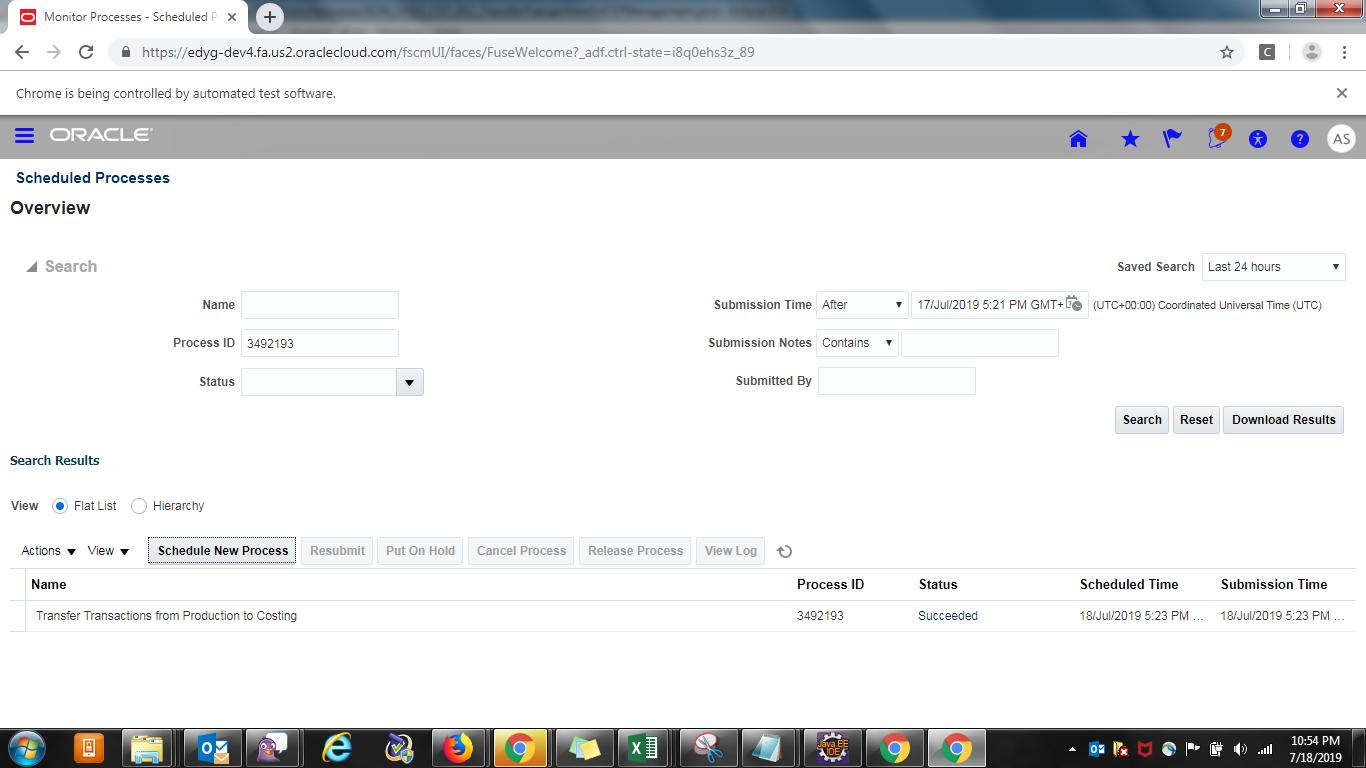 Monitor Processes - Scheduled P
https://edyg-dev4.fa.us2.oraclecloud.com/fscmUI/faces/FuseWelcome?_adf.ctrl-state=i8q0ehs3z_89
C
Chrome is being controlled by automated test software.
ORACLE
7
AS
Scheduled Processes
Overview
Search
Saved Search Last 24 hours
Name
Submission Time After 17/Jul/2019 5:21 PM GMT+ (UTC+00:00) Coordinated Universal Time (UTC)
Process ID 3492193
Submission Notes Contains
Status
Submitted By
Search Reset Download Results
Search Results
View Flat List Hierarchy
Actions View Schedule New Process Resubmit Put On Hold Cancel Process Release Process View Log
Name Process ID Status Scheduled Time Submission Time
Transfer Transactions from Production to Costing 3492193 Succeeded 18/Jul/2019 5:23 PM ... 18/Jul/2019 5:23 PM ...
Java EE
IDE
10:54 PM
7/18/2019